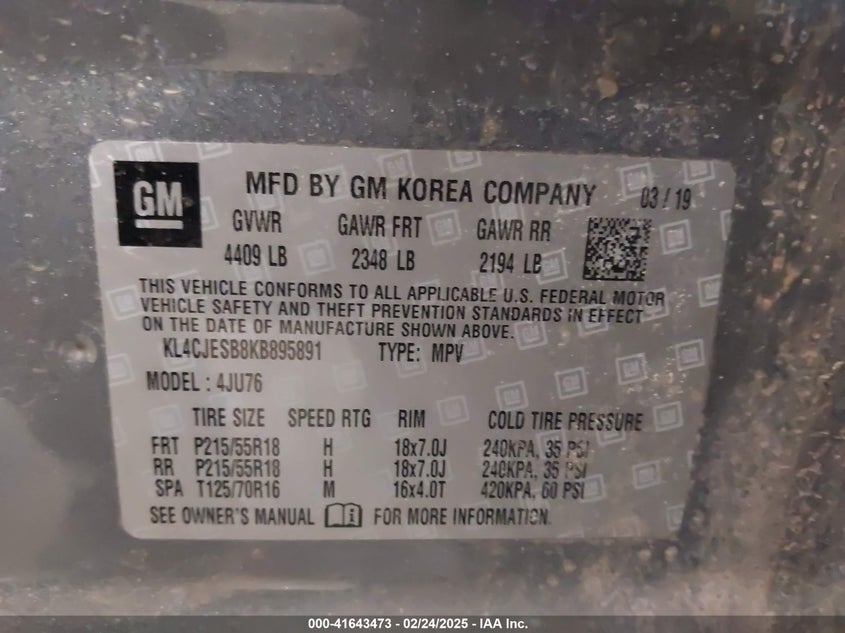 GM MFD BY GM KOREA COMPANY 03 / 19
GVWR GAWR FRT GAWR RR
4409 LB 2348 LB 2194 LB
THIS VEHICLE CONFORMS TO ALL APPLICABLE U.S. FEDERAL MOTOR
VEHICLE SAFETY AND THEFT PREVENTION STANDARDS IN EFFECT
ON THE DATE OF MANUFACTURE SHOWN ABOVE.
KL4CJESB8KB895891 TYPE: MPV
MODEL : 4JU76
TIRE SIZE SPEED RTG RIM COLD TIRE PRESSURE
FRT P215/55R18 H 18x7.0J 240KPA, 35 PSI
RR P215/55R18 H 18x7.0J 240KPA, 35 PSI
SPA T125/70R16 M 16x4.0T 420KPA, 60 PSI
SEE OWNER'S MANUAL FOR MORE INFORMATION.
000-41643473 - 02/24/2025 - IAA Inc.